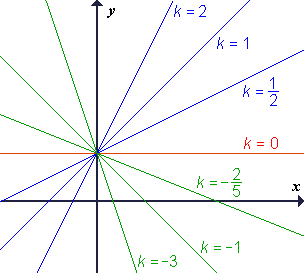 y
k = 2
k = 1
k = 1/2
k = 0
x
k = -2/5
k = -1
k = -3